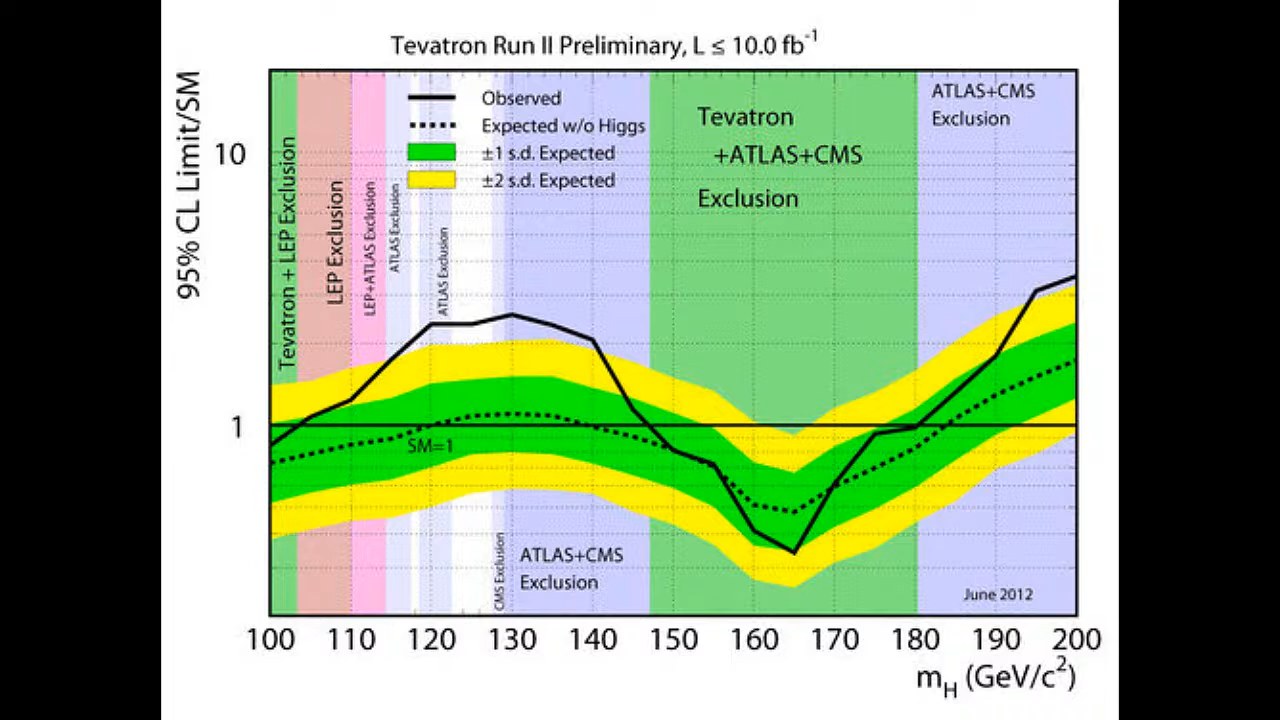 Tevatron Run II Preliminary, L ≤ 10.0 fb⁻¹
95% CL Limit/SM
10
1
Observed
Expected w/o Higgs
±1 s.d. Expected
±2 s.d. Expected
Tevatron + LEP Exclusion
LEP Exclusion
LEP+ATLAS Exclusion
ATLAS Exclusion
ATLAS Exclusion
Tevatron
+ATLAS+CMS
Exclusion
ATLAS+CMS
Exclusion
SM=1
CMS Exclusion
ATLAS+CMS
Exclusion
June 2012
100 110 120 130 140 150 160 170 180 190 200
m_H (GeV/c²)